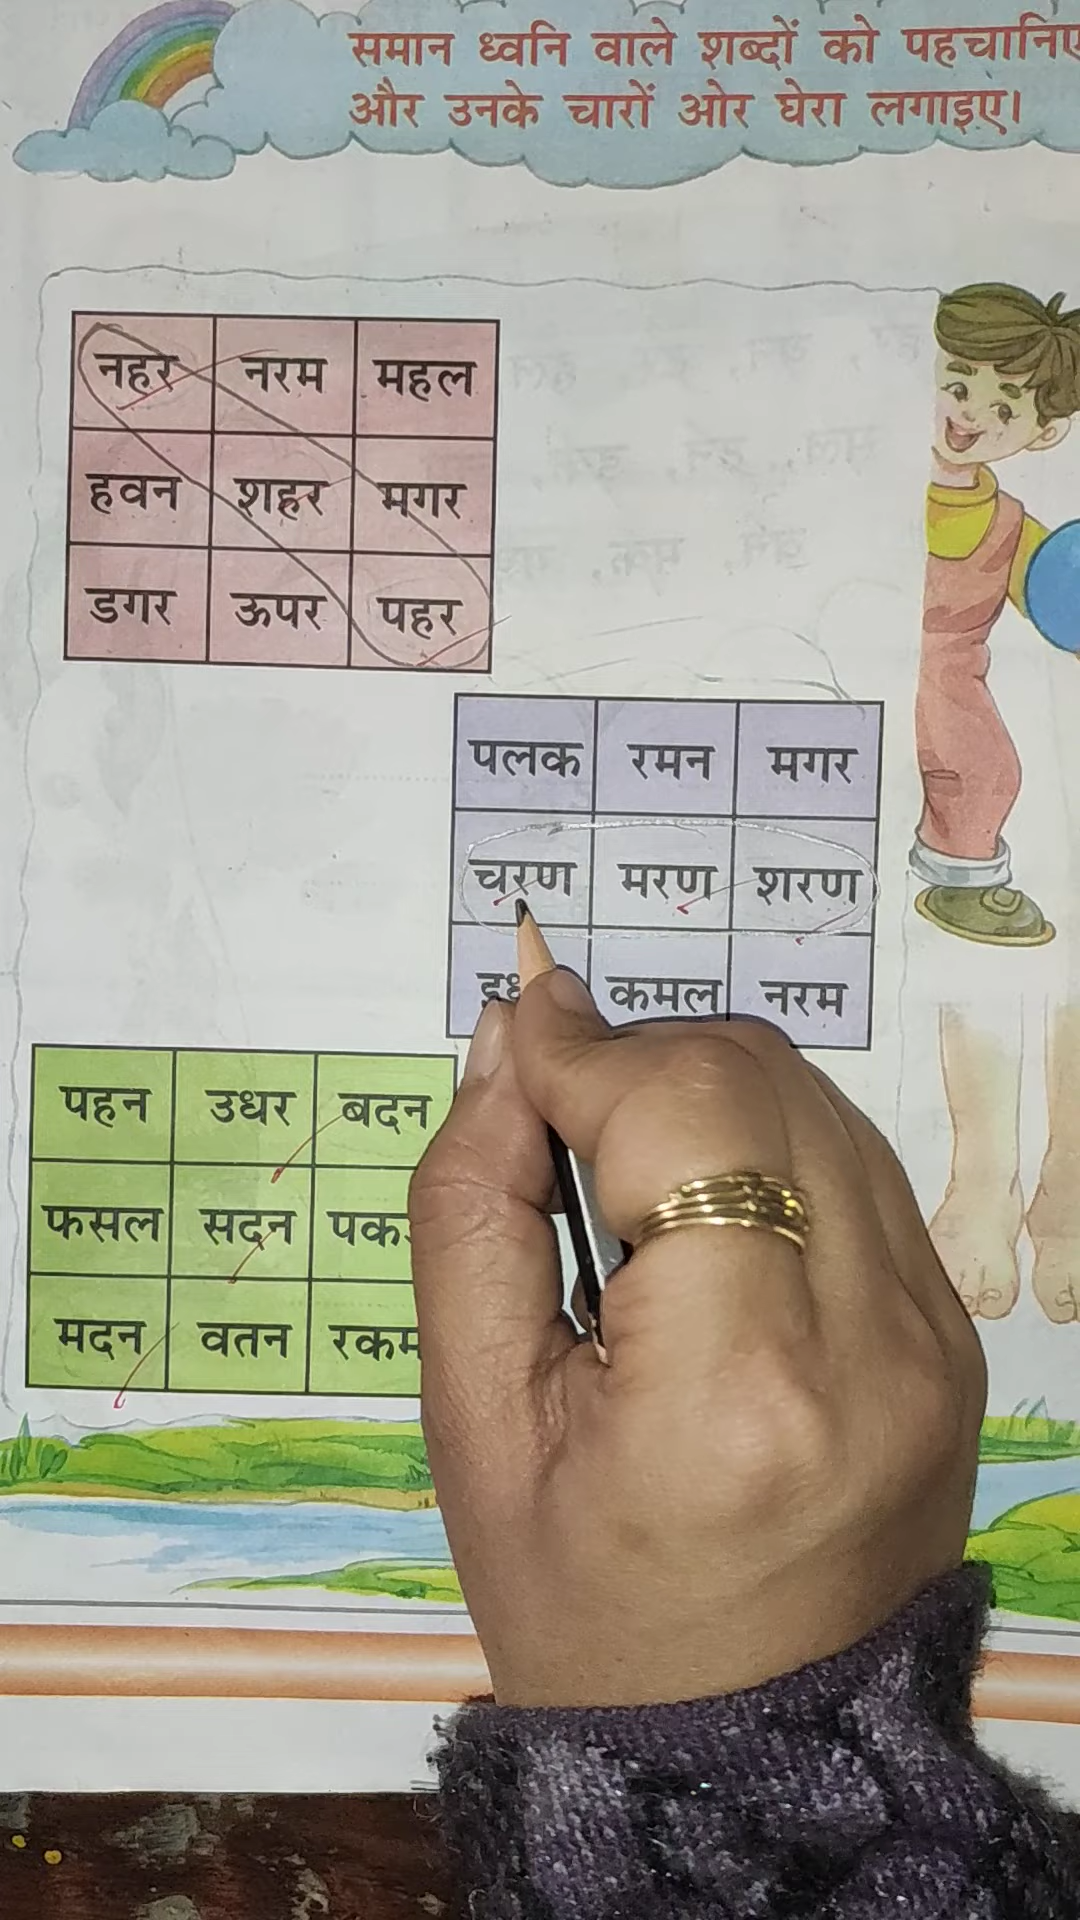 समान ध्वनि वाले शब्दों को पहचानिए
और उनके चारों ओर घेरा लगाइए।
नहर नरम महल
हवन शहर मगर
डगर ऊपर पहर
पलक रमन मगर
चरण मरण शरण
कमल नरम
पहन उधर बदन
फसल सदन
मदन वतन रकम